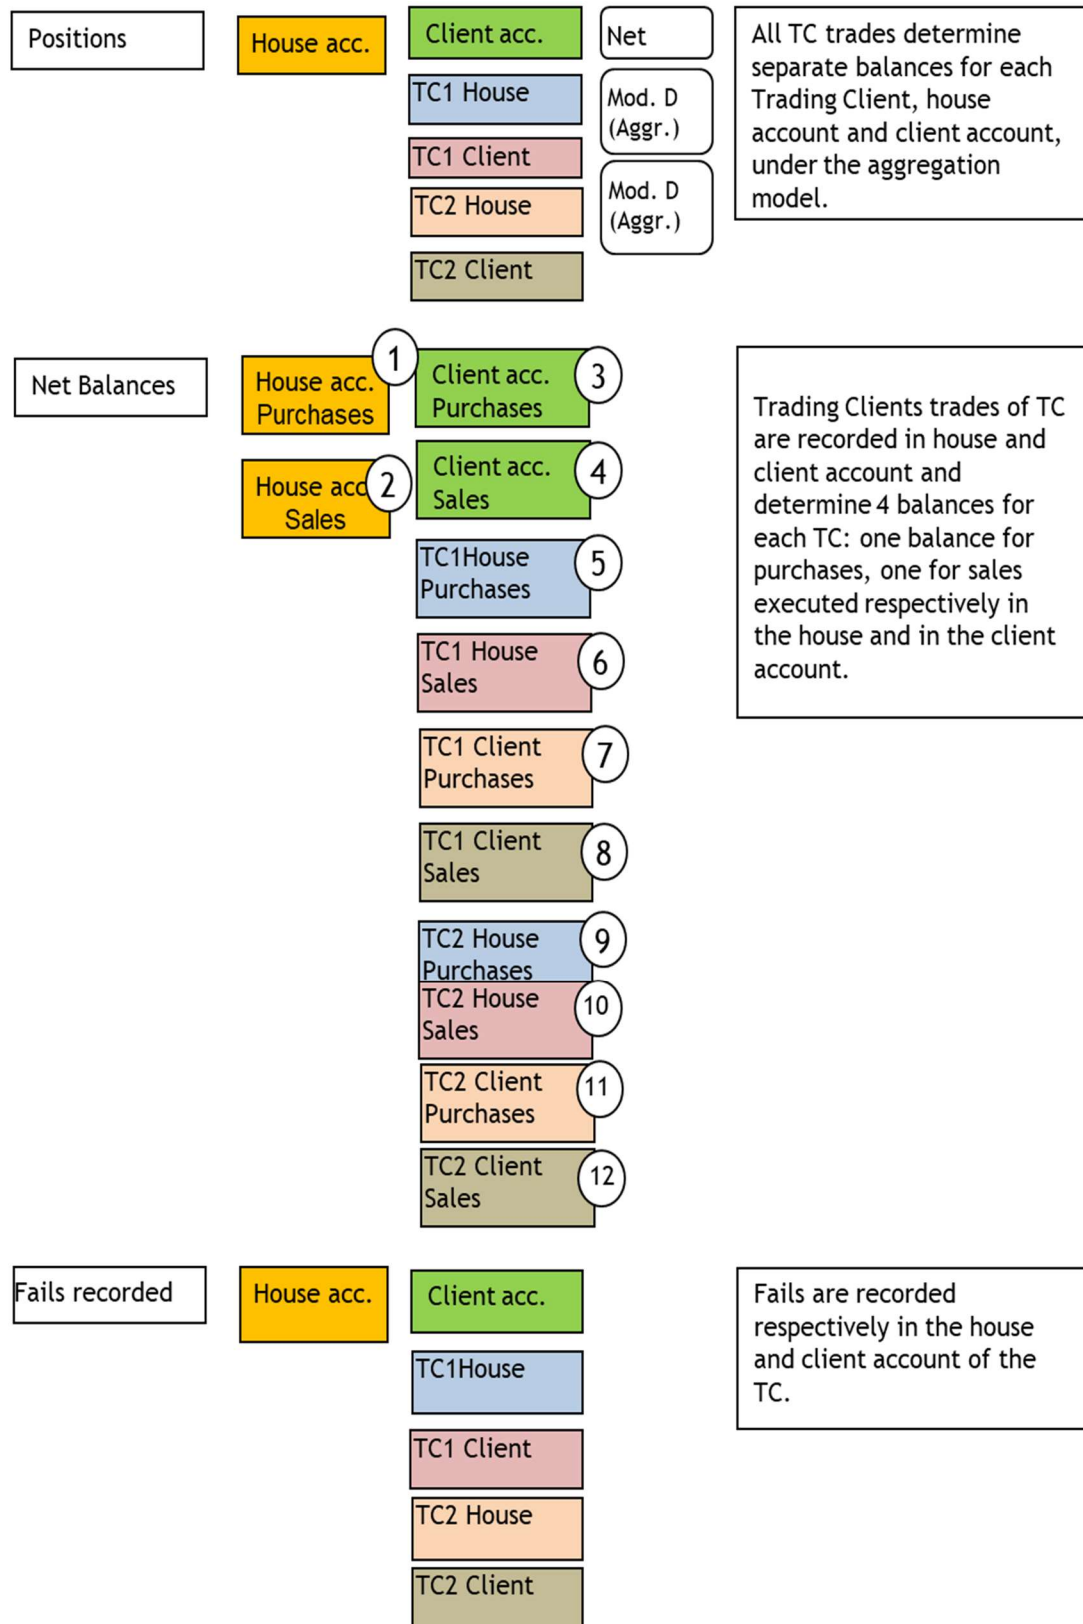 Positions
House acc.
Client acc.
Net
TC1 House
Mod. D
(Aggr.)
TC1 Client
TC2 House
Mod. D
(Aggr.)
TC2 Client
All TC trades determine
separate balances for each
Trading Client, house
account and client account,
under the aggregation
model.
Net Balances
House acc.
Purchases
1
Client acc.
Purchases
3
House acc
Sales
2
Client acc.
Sales
4
TC1House
Purchases
5
TC1 House
Sales
6
TC1 Client
Purchases
7
TC1 Client
Sales
8
TC2 House
Purchases
9
TC2 House
Sales
10
TC2 Client
Purchases
11
TC2 Client
Sales
12
Trading Clients trades of TC
are recorded in house and
client account and
determine 4 balances for
each TC: one balance for
purchases, one for sales
executed respectively in
the house and in the client
account.
Fails recorded
House acc.
Client acc.
TC1House
TC1 Client
TC2 House
TC2 Client
Fails are recorded
respectively in the house
and client account of the
TC.